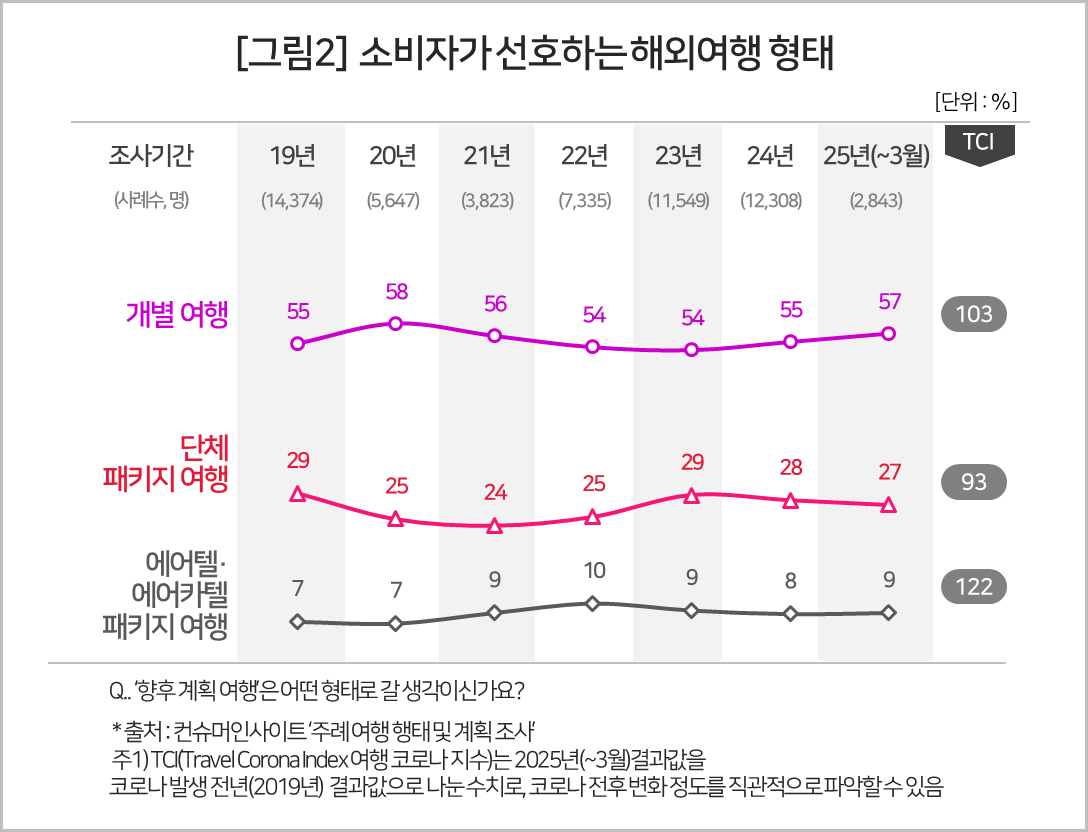 [그림2] 소비자가 선호하는 해외여행 형태
[단위 : %]
조사기간 19년 20년 21년 22년 23년 24년 25년(~3월) TCI
(사례수, 명) (14,374) (5,647) (3,823) (7,335) (11,549) (12,308) (2,843)
개별 여행 55 58 56 54 54 55 57 103
단체
패키지 여행 29 25 24 25 29 28 27 93
에어텔·
에어카텔
패키지 여행 7 7 9 10 9 8 9 122
Q.. ‘향후 계획 여행’은 어떤 형태로 갈 생각이신가요?
* 출처 : 컨슈머인사이트 ‘주례 여행 행태 및 계획 조사’
주1) TCI(Travel Corona Index 여행 코로나 지수)는 2025년(~3월)결과값을
코로나 발생 전년(2019년) 결과값으로 나눈 수치로, 코로나 전후 변화 정도를 직관적으로 파악할 수 있음